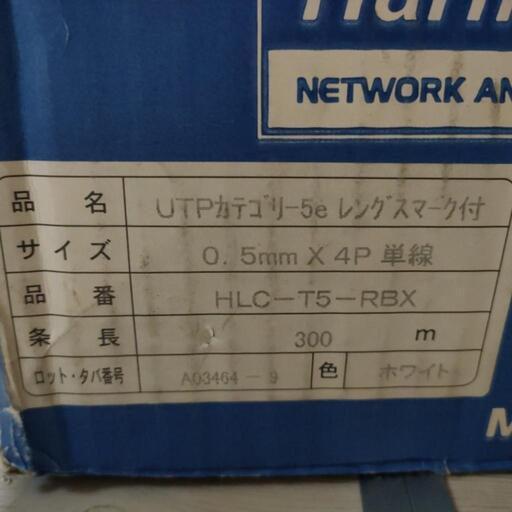 NETWORK AN
品名 UTPカテゴリー5e レングスマーク付
サイズ 0.5mm X 4P 単線
品番 HLC-T5-RBX
条長 300 m
ロット・タバ番号 A03464-9 色 ホワイト